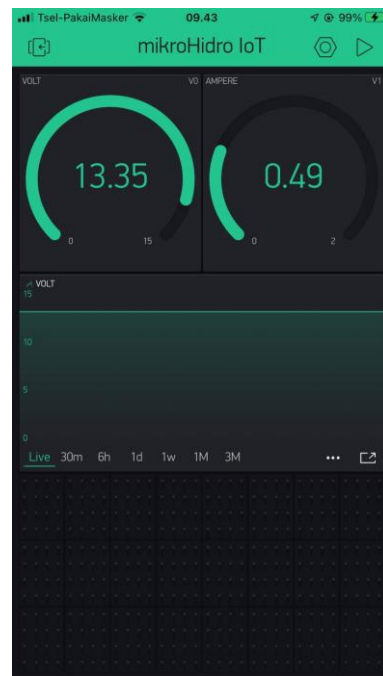 Tsel-PakaiMasker 09.43 99%
mikroHidro IoT
VOLT V0 AMPERE V1
13.35 0.49
0 15 0 2
VOLT
15
10
5
0
Live 30m 6h 1d 1w 1M 3M ...